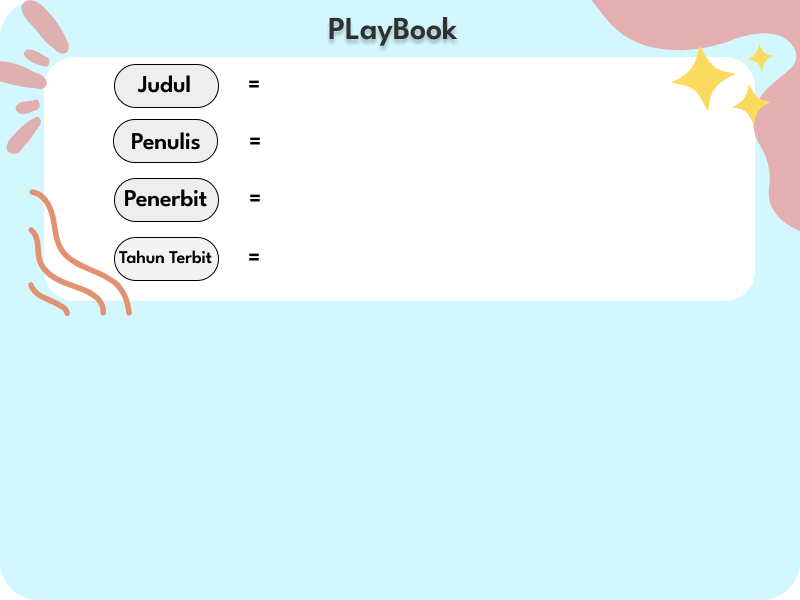 PLayBook
Judul =
Penulis =
Penerbit =
Tahun Terbit =